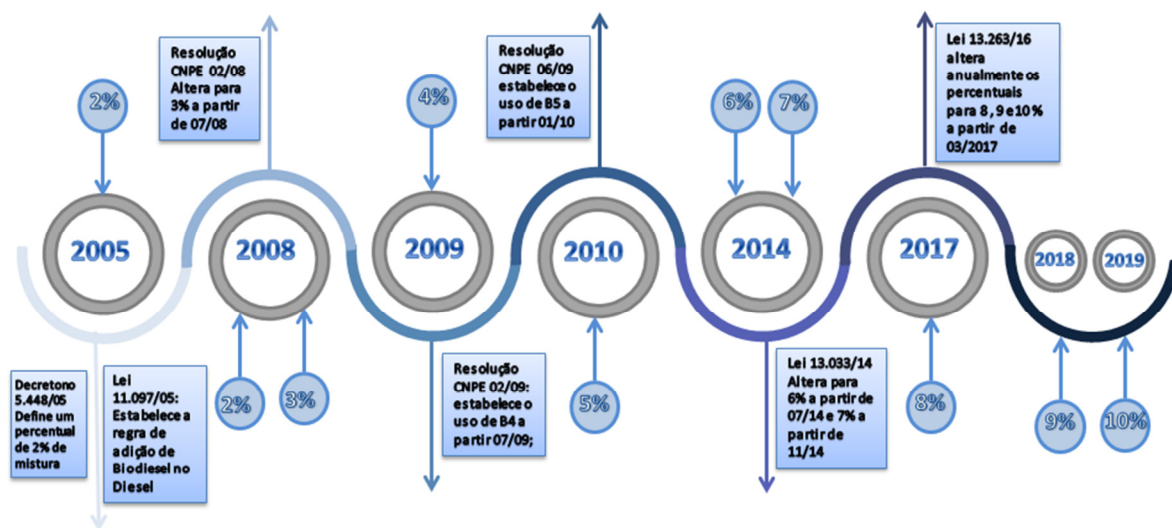 2%
Decretono
5.448/05
Define um
percentual
de 2% de
mistura
2005
Lei
11.097/05:
Estabelece a
regra de
adição de
Biodiesel no
Diesel
Resolução
CNPE 02/08
Altera para
3% a partir
de 07/08
2008
2%
3%
4%
2009
Resolução
CNPE 02/09:
estabelece o
uso de B4 a
partir 07/09;
Resolução
CNPE 06/09
estabelece o
uso de B5 a
partir 01/10
2010
5%
6%
7%
2014
Lei 13.033/14
Altera para
6% a partir de
07/14 e 7% a
partir de
11/14
Lei 13.263/16
altera
anualmente os
percentuais
para 8, 9 e10%
a partir de
03/2017
2017
8%
2018
2019
9%
10%